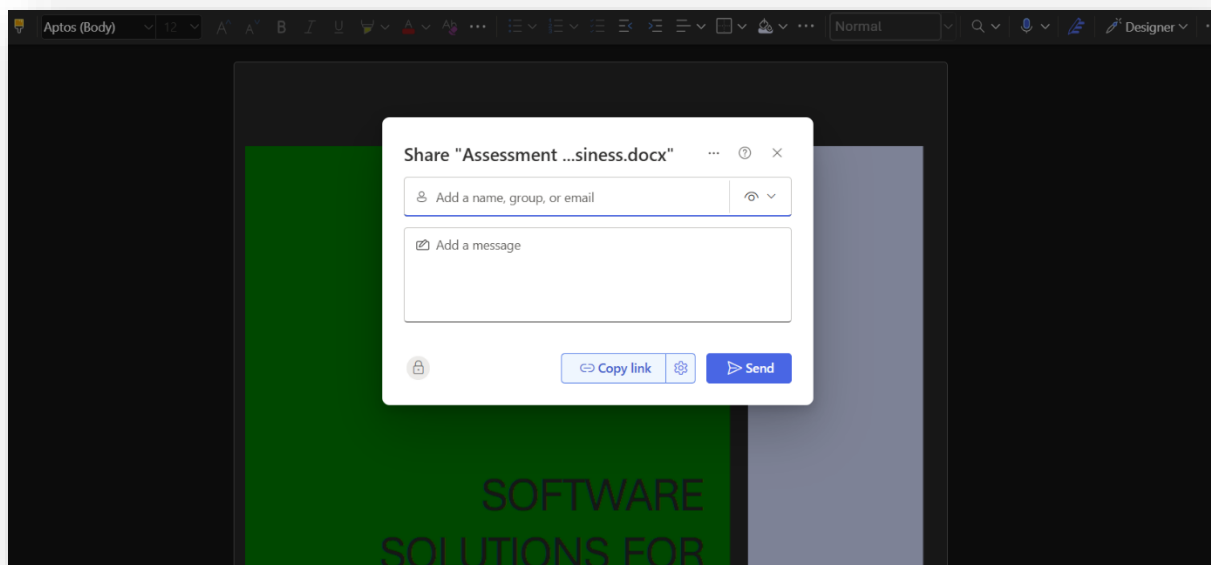 Aptos (Body) 12 A A B I U A Ab ... Normal Designer
Share "Assessment ...siness.docx" ...
Add a name, group, or email
Add a message
Copy link Send
SOFTWARE
SOLUTIONS FOR